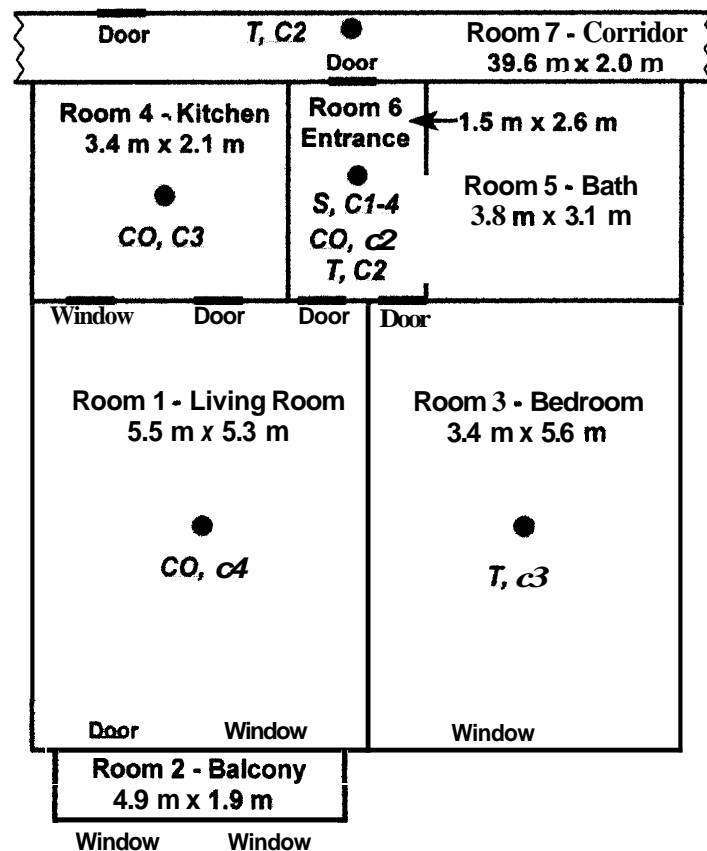 Door
T, C2
Room 7 - Corridor
39.6 m x 2.0 m
Door
Room 4 - Kitchen
3.4 m x 2.1 m
CO, C3
Room 6
Entrance
1.5 m x 2.6 m
S, C1-4
CO, c2
T, C2
Room 5 - Bath
3.8 m x 3.1 m
Window
Door
Door
Door
Room 1 - Living Room
5.5 m x 5.3 m
CO, c4
Room 3 - Bedroom
3.4 m x 5.6 m
T, c3
Door
Window
Window
Room 2 - Balcony
4.9 m x 1.9 m
Window
Window